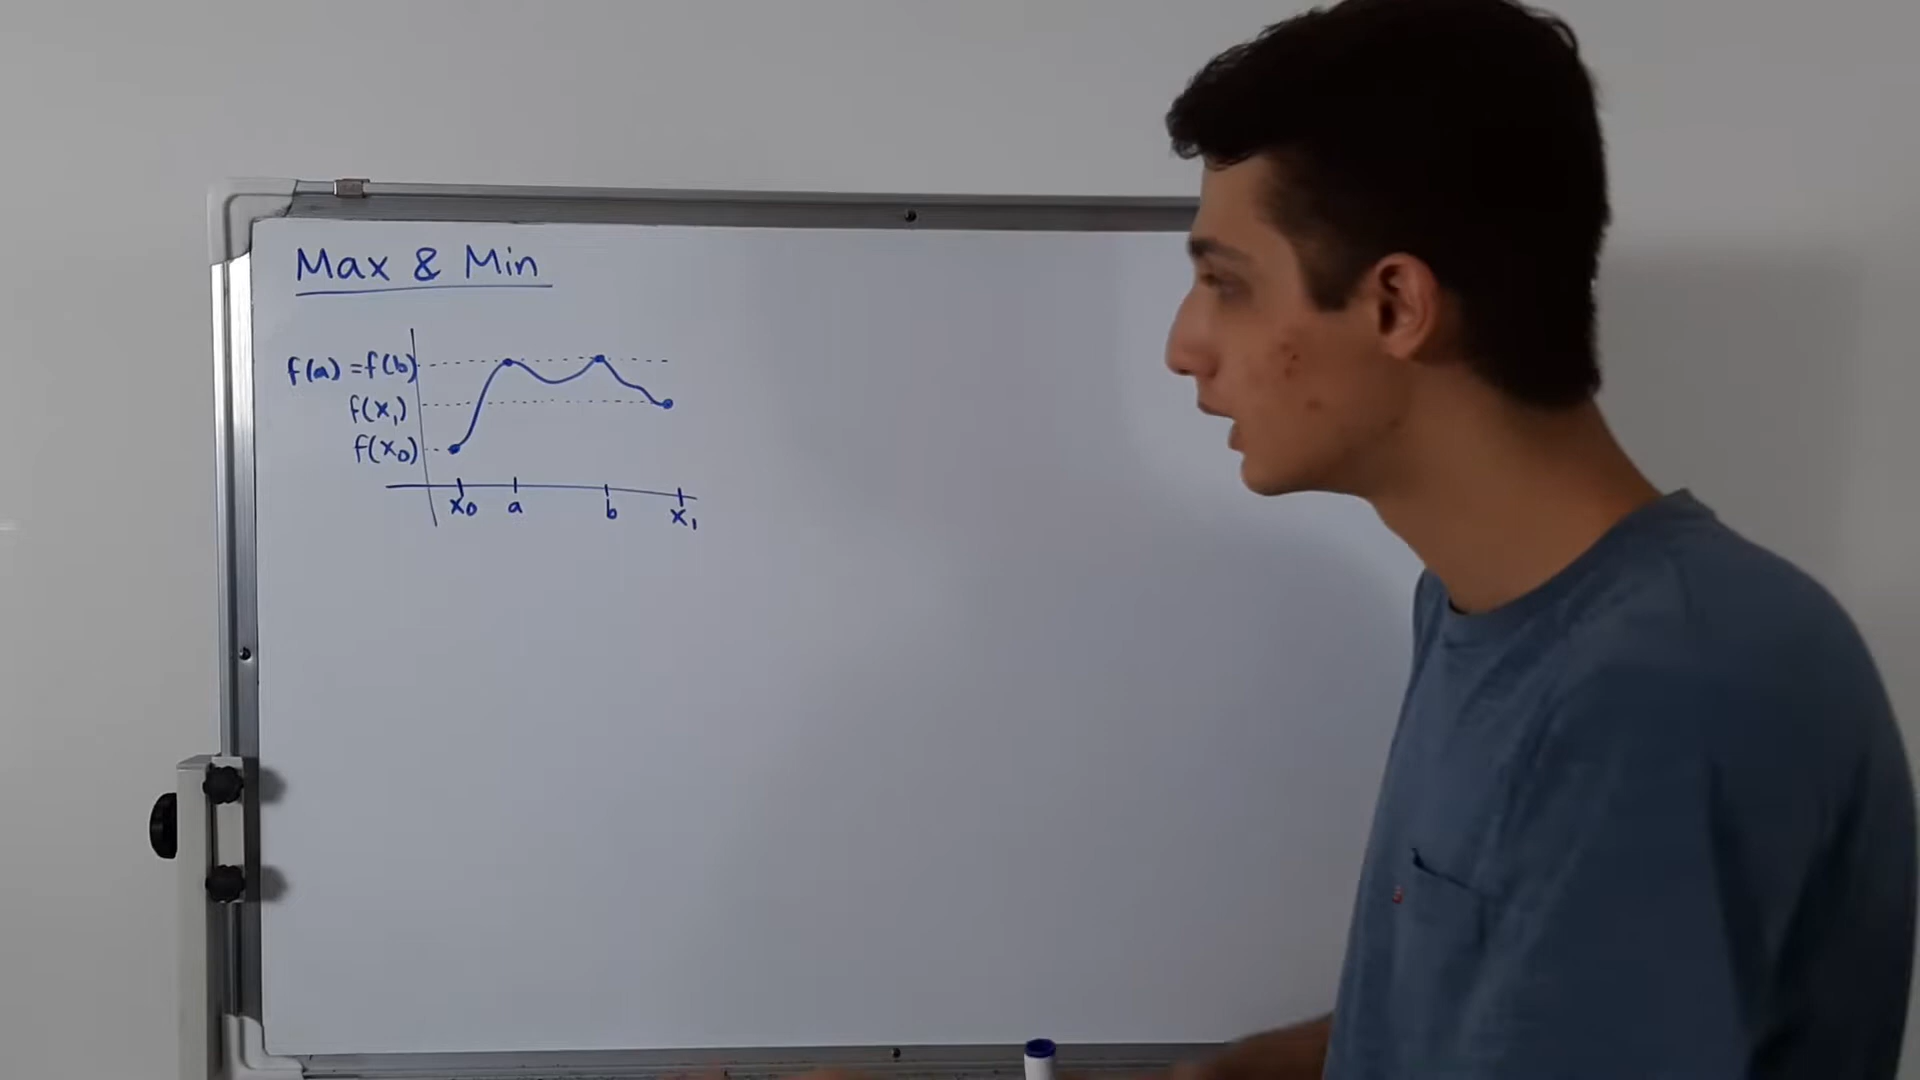 Max & Min
f(a) = f(b)
f(x₁)
f(x₀)
x₀ a b x₁